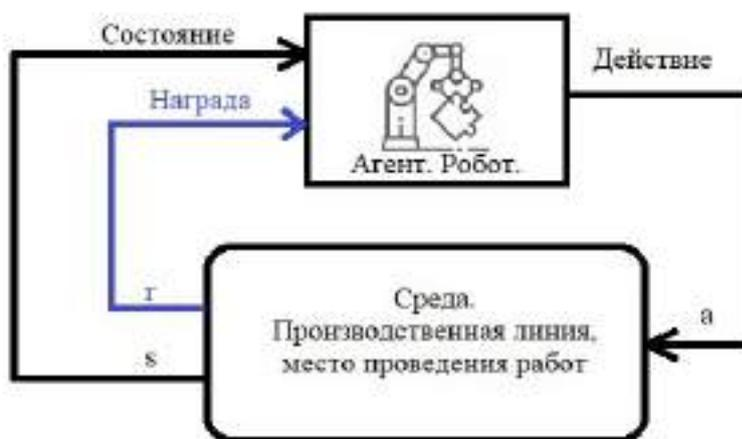 Состояние
Действие
Награда
Агент. Робот.
r
Среда.
Производственная линия,
место проведения работ
a
s